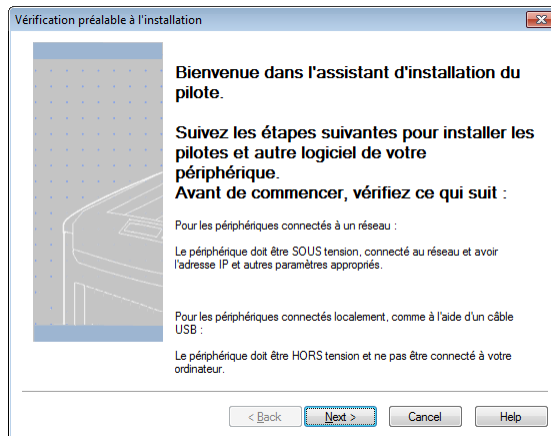 Vérification préalable à l'installation
Bienvenue dans l'assistant d'installation du
pilote.
Suivez les étapes suivantes pour installer les
pilotes et autre logiciel de votre
périphérique.
Avant de commencer, vérifiez ce qui suit :
Pour les périphériques connectés à un réseau :
Le périphérique doit être SOUS tension, connecté au réseau et avoir
l'adresse IP et autres paramètres appropriés.
Pour les périphériques connectés localement, comme à l'aide d'un câble
USB :
Le périphérique doit être HORS tension et ne pas être connecté à votre
ordinateur.
< Back Next > Cancel Help